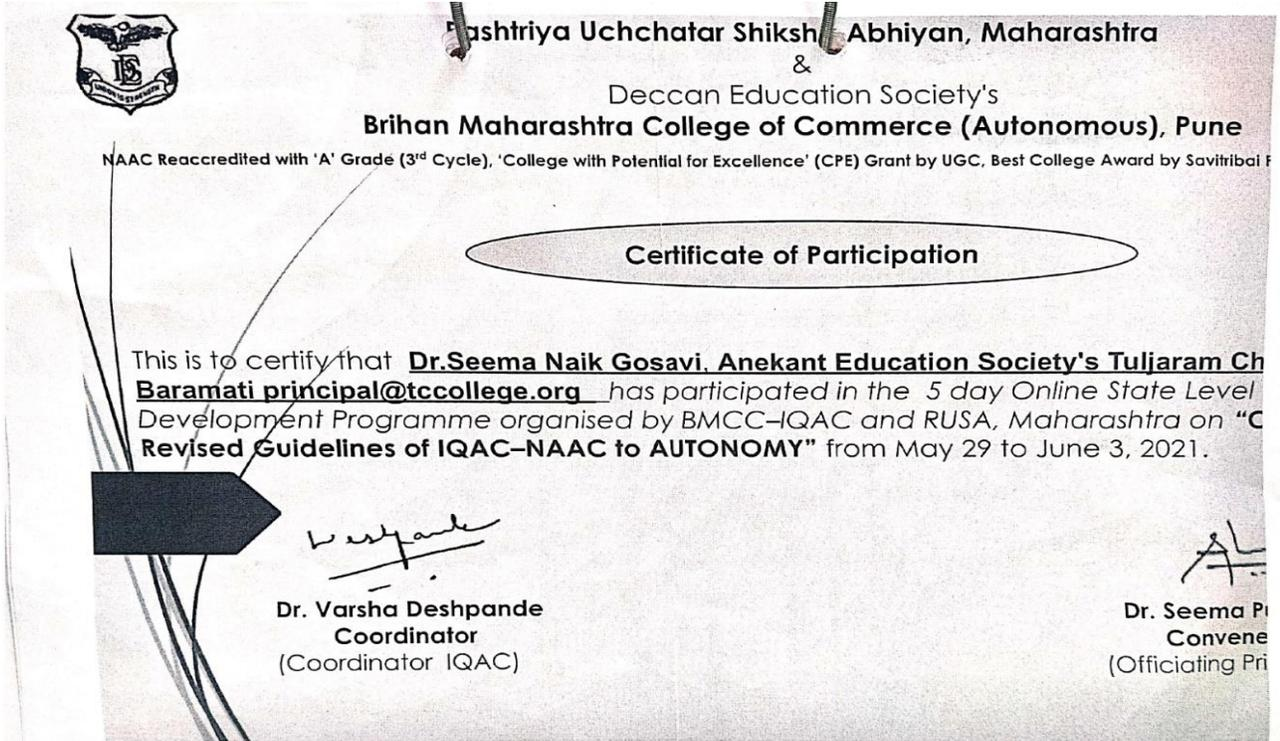 UNION IS STRENGTH
ashtriya Uchchatar Shiksh Abhiyan, Maharashtra
&
Deccan Education Society's
Brihan Maharashtra College of Commerce (Autonomous), Pune
NAAC Reaccredited with ‘A’ Grade (3rd Cycle), ‘College with Potential for Excellence’ (CPE) Grant by UGC, Best College Award by Savitribai
Certificate of Participation
This is to certify that Dr.Seema Naik Gosavi, Anekant Education Society's Tuljaram Ch
Baramati principal@tccollege.org has participated in the 5 day Online State Level
Development Programme organised by BMCC–IQAC and RUSA, Maharashtra on “C
Revised Guidelines of IQAC–NAAC to AUTONOMY” from May 29 to June 3, 2021.
Deshpande
Dr. Varsha Deshpande
Coordinator
(Coordinator IQAC)
Dr. Seema P
Convene
(Officiating Pri